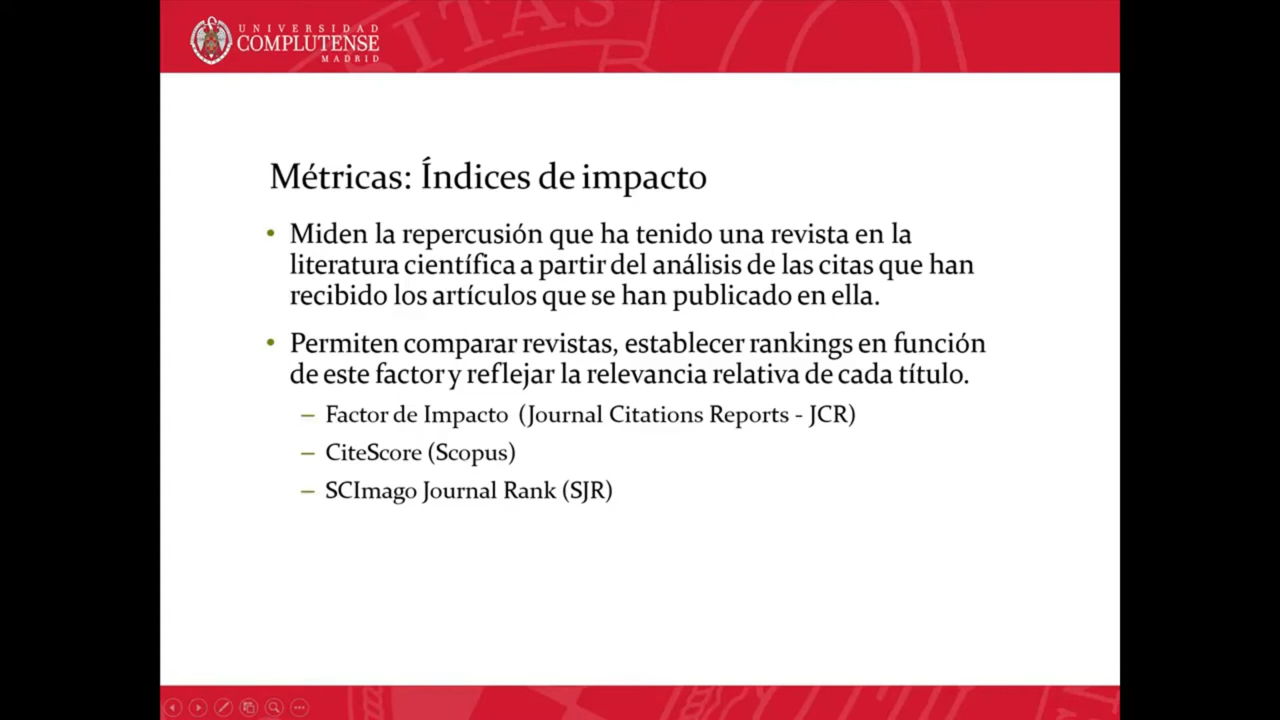 UNIVERSIDAD
COMPLUTENSE
MADRID
ITAS
Métricas: Índices de impacto
• Miden la repercusión que ha tenido una revista en la
literatura científica a partir del análisis de las citas que han
recibido los artículos que se han publicado en ella.
• Permiten comparar revistas, establecer rankings en función
de este factor y reflejar la relevancia relativa de cada título.
– Factor de Impacto (Journal Citations Reports - JCR)
– CiteScore (Scopus)
– SCImago Journal Rank (SJR)